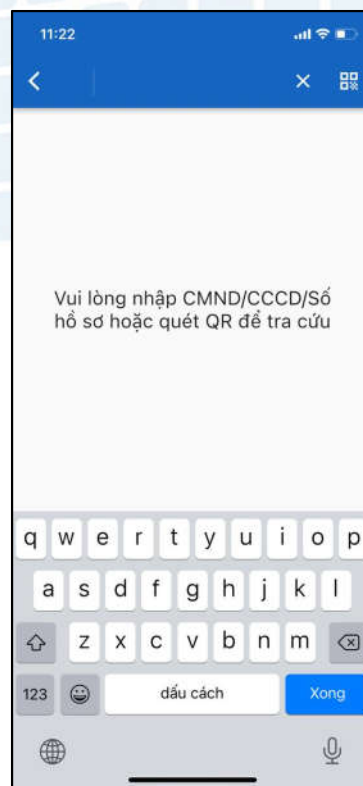 11:22
Vui lòng nhập CMND/CCCD/Số
hồ sơ hoặc quét QR để tra cứu
q w e r t y u i o p
a s d f g h j k l
z x c v b n m
123 dấu cách Xong